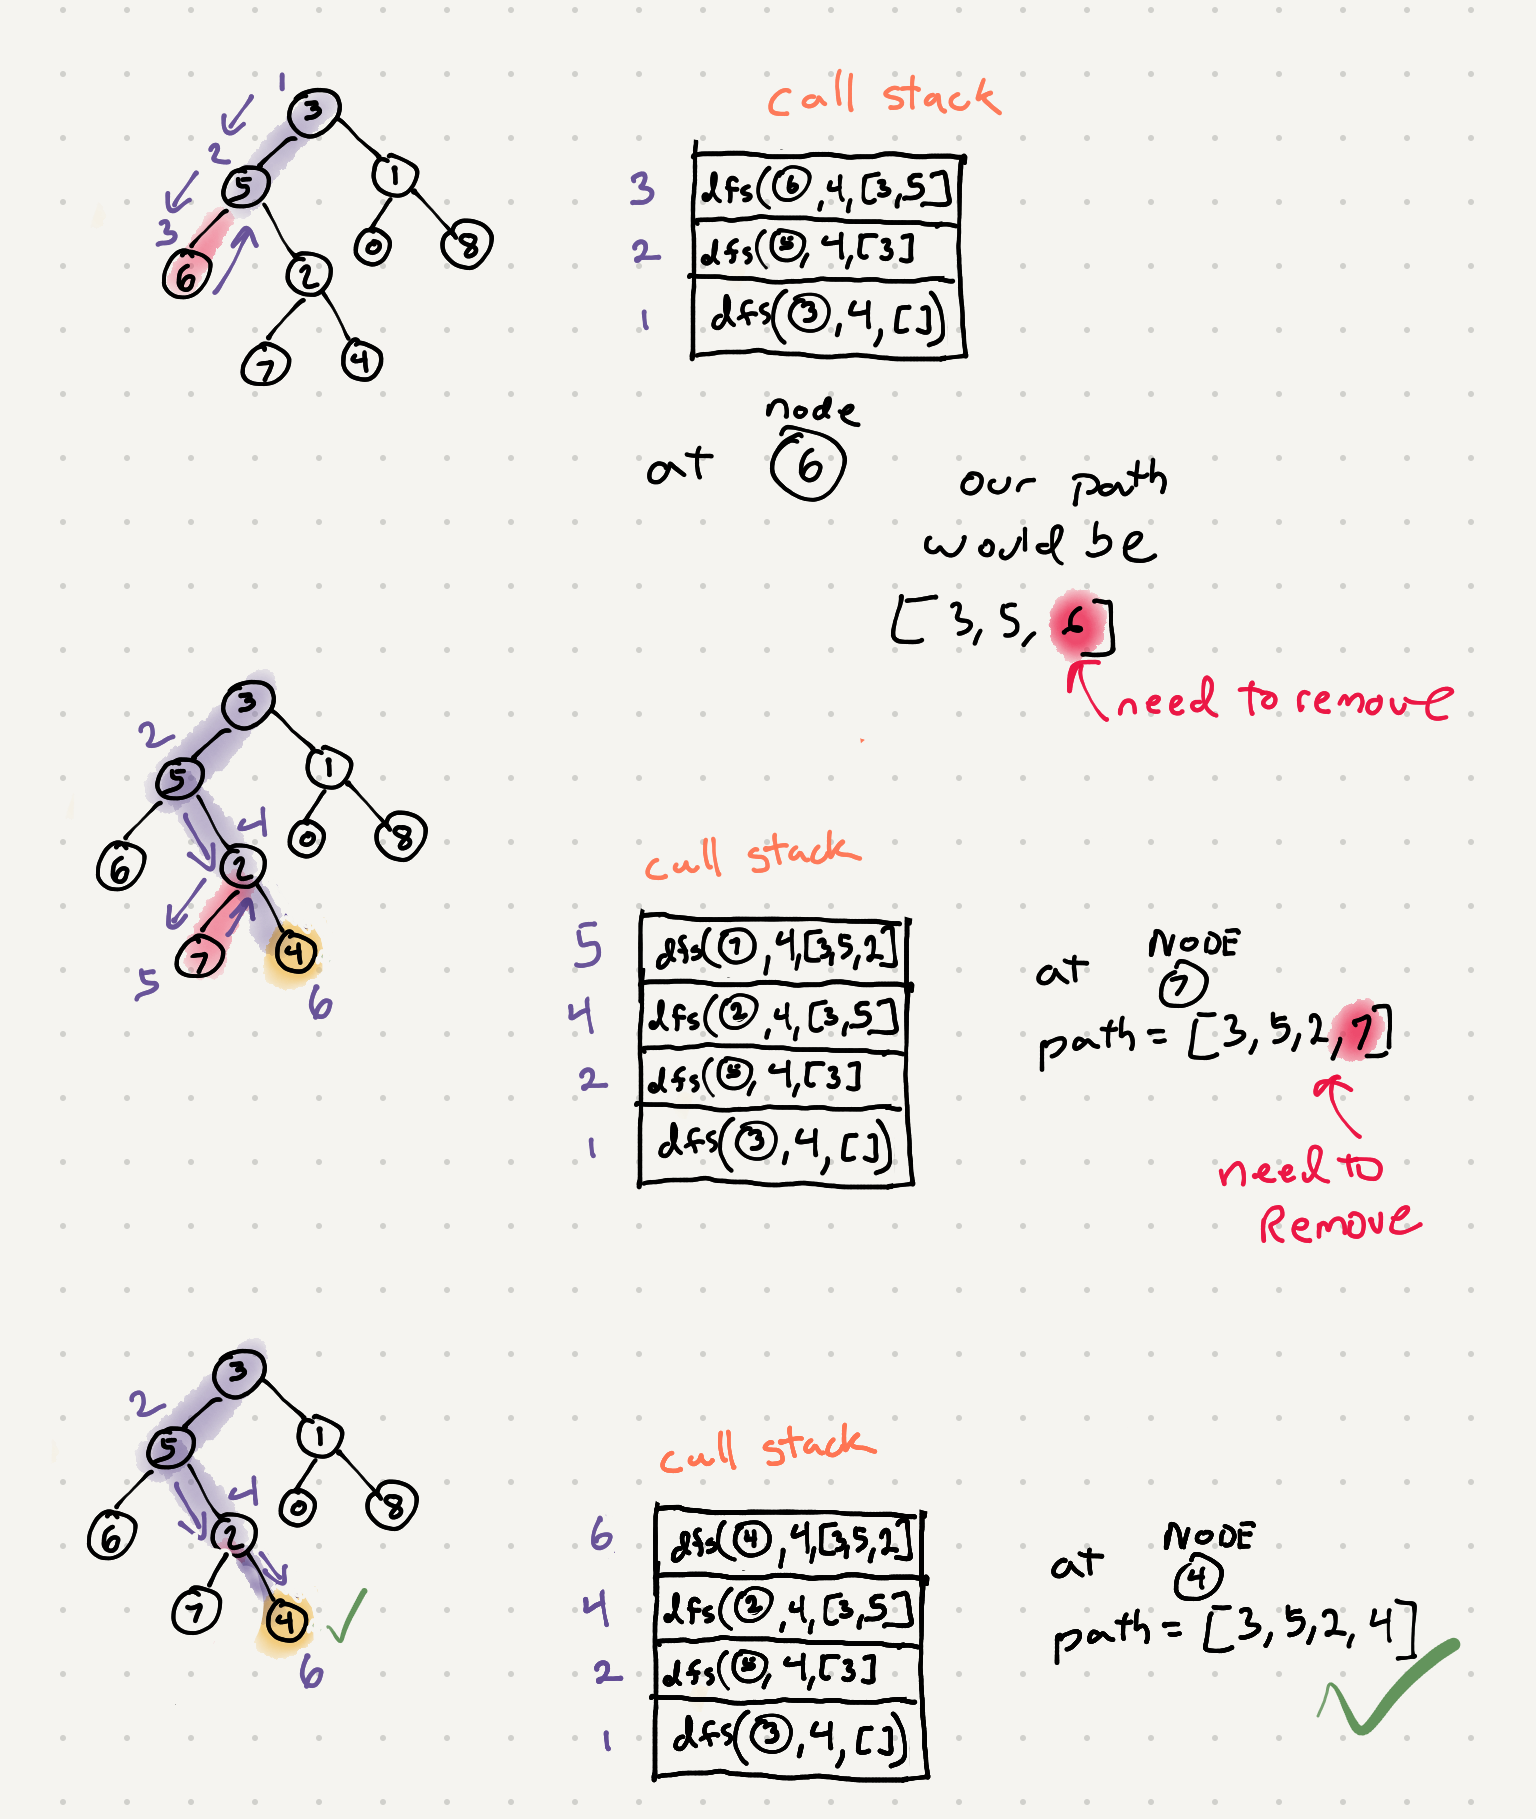 1
3
2
5
1
3
6
2
0
8
7
4
call stack
3 dfs(6,4,[3,5]
2 dfs(5,4,[3]
1 dfs(3,4,[])
at node 6
our path
would be
[3,5,6]
need to remove
3
2
5
1
6
4
2
0
8
7
4
5
6
call stack
5 dfs(7,4,[3,5,2]
4 dfs(2,4,[3,5]
2 dfs(5,4,[3]
1 dfs(3,4,[])
at NODE 7
path = [3,5,2,7]
need to
Remove
3
2
5
1
6
4
2
0
8
7
4
6
call stack
6 dfs(4,4,[3,5,2]
4 dfs(2,4,[3,5]
2 dfs(5,4,[3]
1 dfs(3,4,[])
at NODE 4
path = [3,5,2,4]